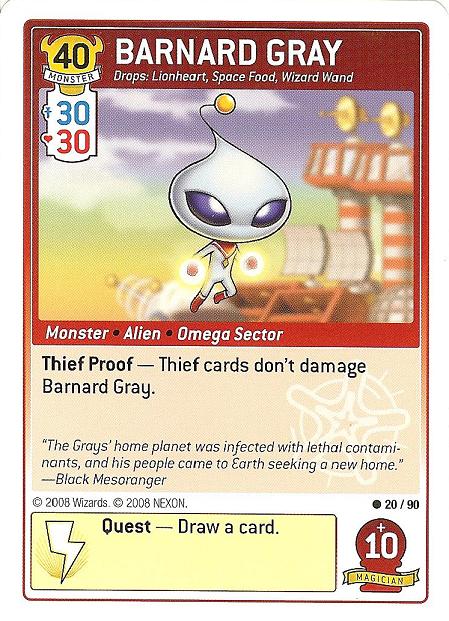 40
MONSTER
BARNARD GRAY
Drops: Lionheart, Space Food, Wizard Wand
30
30
Monster • Alien • Omega Sector
Thief Proof — Thief cards don't damage
Barnard Gray.
"The Grays' home planet was infected with lethal contami-
nants, and his people came to Earth seeking a new home."
—Black Mesoranger
© 2008 Wizards. © 2008 NEXON.
● 20 / 90
Quest — Draw a card.
+
10
MAGICIAN